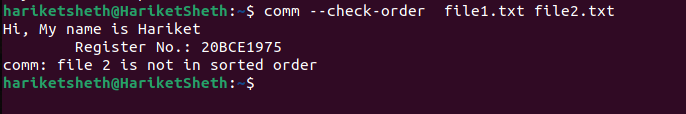 hariketsheth@HariketSheth:~$ comm --check-order  file1.txt file2.txt
Hi, My name is Hariket
        Register No.: 20BCE1975
comm: file 2 is not in sorted order
hariketsheth@HariketSheth:~$